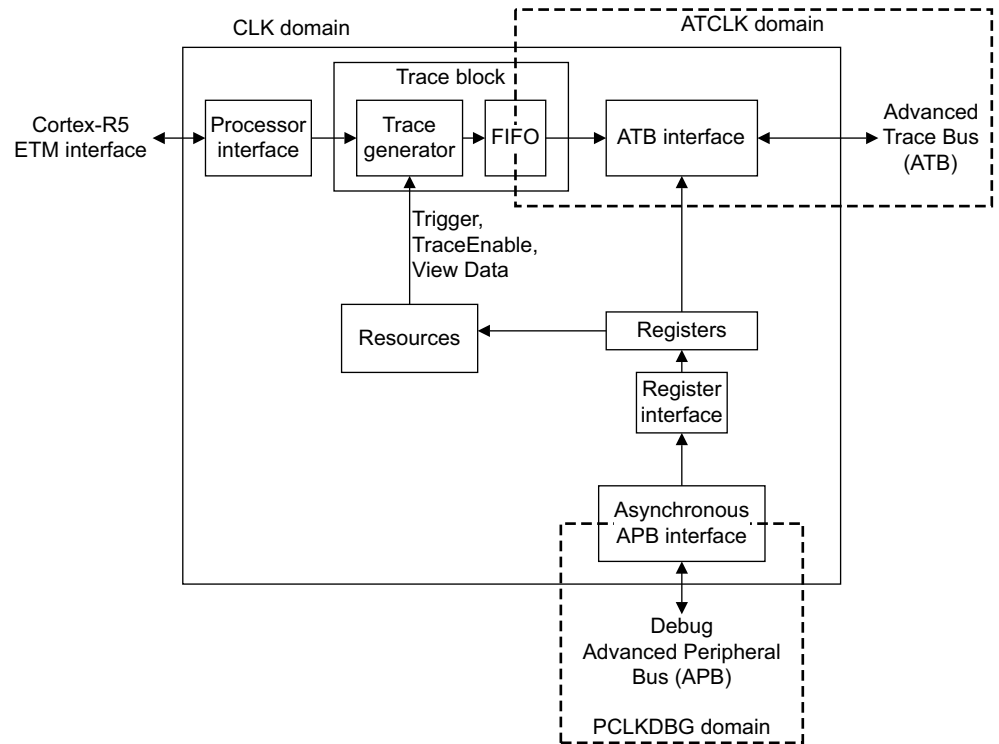 CLK domain
ATCLK domain
Trace block
Cortex-R5
ETM interface
Processor
interface
Trace
generator
FIFO
ATB interface
Advanced
Trace Bus
(ATB)
Trigger,
TraceEnable,
View Data
Resources
Registers
Register
interface
Asynchronous
APB interface
Debug
Advanced Peripheral
Bus (APB)
PCLKDBG domain